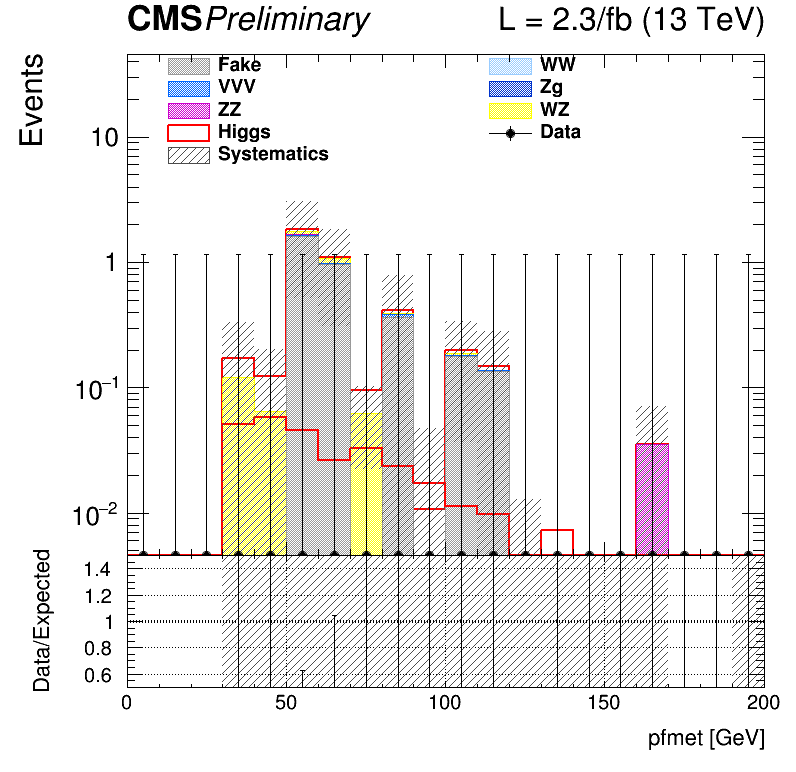 CMS Preliminary L = 2.3/fb (13 TeV)
Events
Fake WW
VVV Zg
ZZ WZ
Higgs Data
Systematics
10
1
10⁻¹
10⁻²
Data/Expected
1.4
1.2
1
0.8
0.6
0 50 100 150 200
pfmet [GeV]